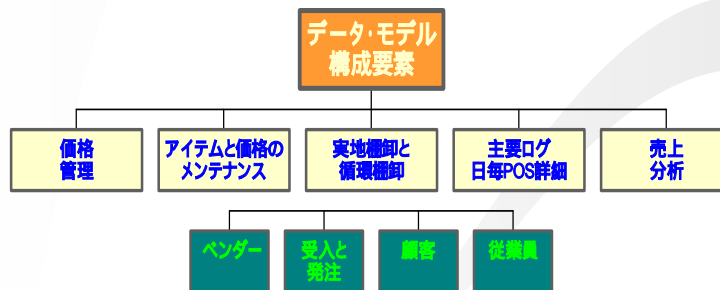 データ・モデル
構成要素
価格
管理
アイテムと価格の
メンテナンス
実地棚卸と
循環棚卸
主要ログ
日毎POS詳細
売上
分析
ベンダー
受入と
発注
顧客
従業員